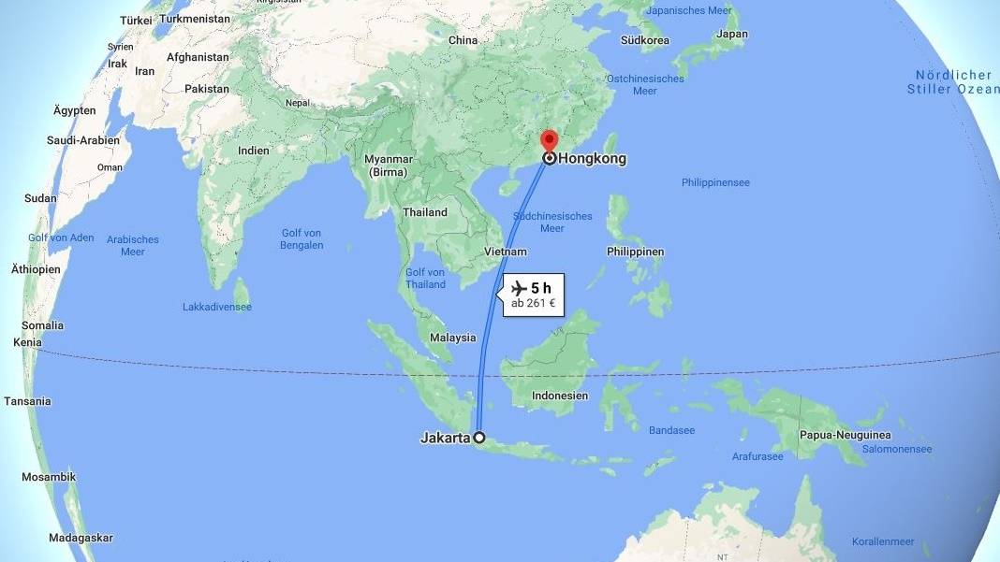 Kirgisistan
Japanisches Meer
Türkei
Turkmenistan
Japan
China
Südkorea
Syrien
Afghanistan
Irak
Iran
Nördlicher
Stiller Ozean
Ostchinesisches
Meer
Pakistan
Nepal
Ägypten
Saudi-Arabien
Indien
Hongkong
Myanmar
(Birma)
Oman
Philippinensee
Sudan
Thailand
Südchinesisches
Meer
Golf von Aden
Arabisches
Meer
Golf von
Bengalen
Vietnam
Philippinen
Äthiopien
Golf von
Thailand
5 h
ab 261 €
Lakkadivensee
Somalia
Malaysia
Kenia
Indonesien
Tansania
Bandasee
Papua-Neuguinea
Jakarta
Salomonensee
Arafurasee
Mosambik
Madagaskar
Korallenmeer
NT